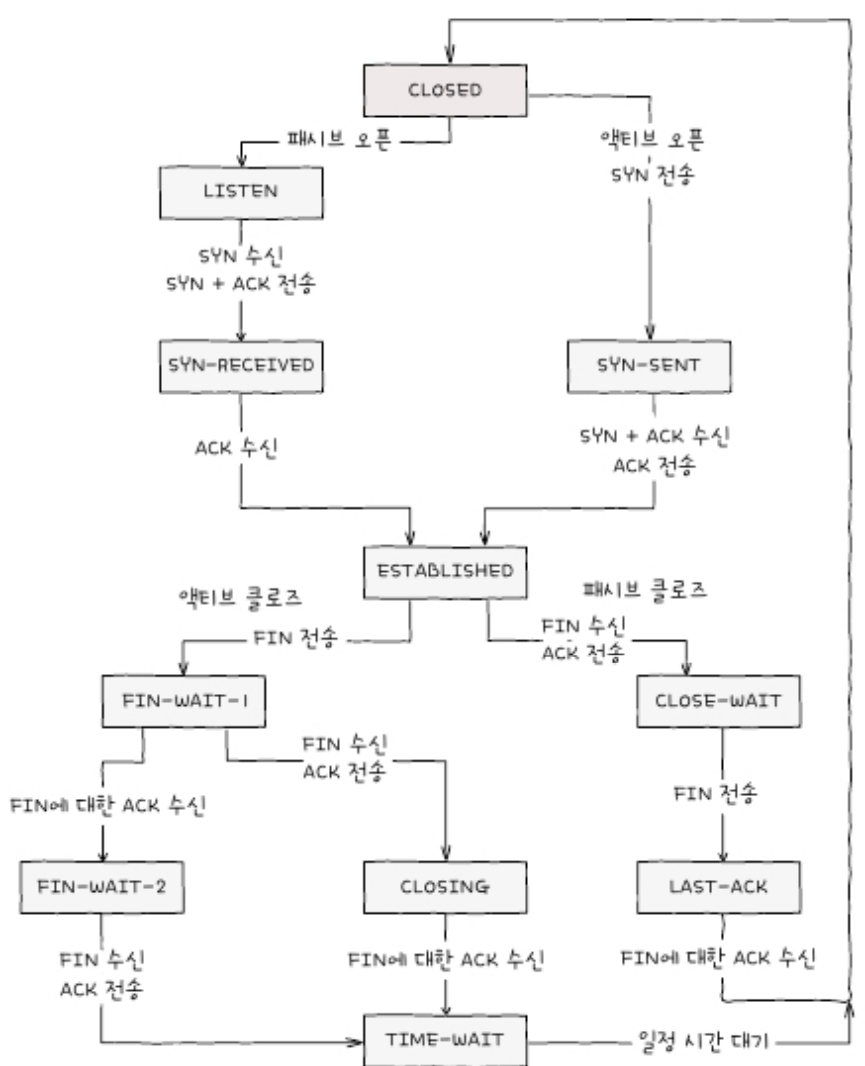 CLOSED
패시브 오픈
액티브 오픈
SYN 전송
LISTEN
SYN 수신
SYN + ACK 전송
SYN-RECEIVED
SYN-SENT
ACK 수신
SYN + ACK 수신
ACK 전송
ESTABLISHED
액티브 클로즈
패시브 클로즈
FIN 전송
FIN 수신
ACK 전송
FIN-WAIT-1
CLOSE-WAIT
FIN 수신
ACK 전송
FIN에 대한 ACK 수신
FIN 전송
FIN-WAIT-2
CLOSING
LAST-ACK
FIN 수신
ACK 전송
FIN에 대한 ACK 수신
FIN에 대한 ACK 수신
TIME-WAIT
일정 시간 대기